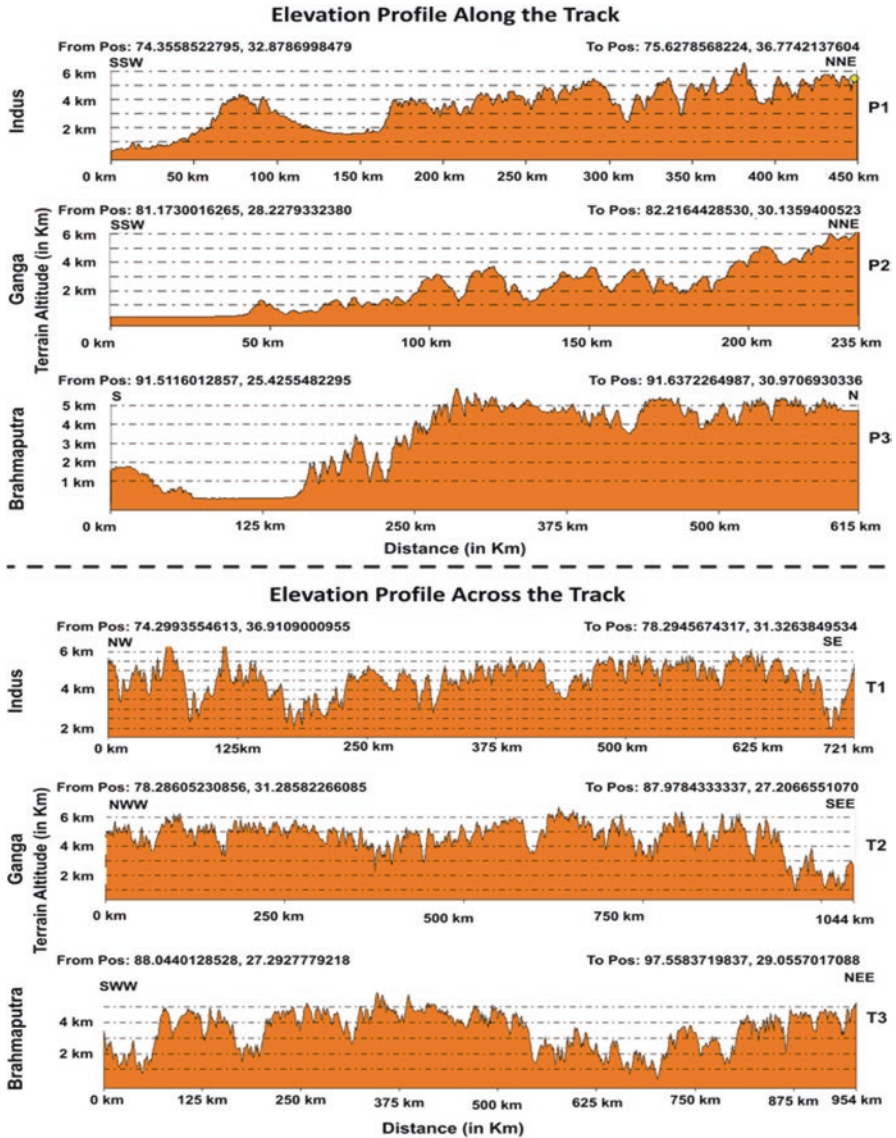 Elevation Profile Along the Track
From Pos: 74.3558522795, 32.8786998479 To Pos: 75.6278568224, 36.7742137604
SSW NNE
Indus
6 km
4 km
2 km
P1
0 km 50 km 100 km 150 km 200 km 250 km 300 km 350 km 400 km 450 km
From Pos: 81.1730016265, 28.2279332380 To Pos: 82.2164428530, 30.1359400523
SSW NNE
Ganga
Terrain Altitude (in Km)
6 km
4 km
2 km
P2
0 km 50 km 100 km 150 km 200 km 235 km
From Pos: 91.5116012857, 25.4255482295 To Pos: 91.6372264987, 30.9706930336
S N
Brahmaputra
5 km
4 km
3 km
2 km
1 km
P3
0 km 125 km 250 km 375 km 500 km 615 km
Distance (in Km)
Elevation Profile Across the Track
From Pos: 74.2993554613, 36.9109000955 To Pos: 78.2945674317, 31.3263849534
NW SE
Indus
6 km
4 km
2 km
T1
0 km 125km 250 km 375 km 500 km 625 km 721 km
From Pos: 78.28605230856, 31.28582266085 To Pos: 87.9784333337, 27.2066551070
NWW SEE
Ganga
Terrain Altitude (in Km)
6 km
4 km
2 km
T2
0 km 250 km 500 km 750 km 1044 km
From Pos: 88.0440128528, 27.2927779218 To Pos: 97.5583719837, 29.0557017088
SWW NEE
Brahmaputra
4 km
2 km
T3
0 km 125 km 250 km 375 km 500 km 625 km 750 km 875 km 954 km
Distance (in Km)